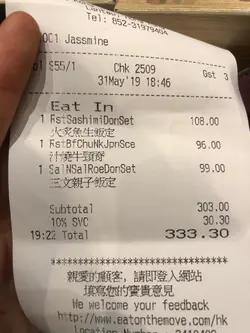 Tel: 852-31979404
001 Jassmine
555/1 Chk 2509 Gst 3
31May'19 18:46
Eat In
1 RstSashimiDonSet 108.00
火炙魚生飯定
1 RstBfChuNkJpnSce 96.00
汁燒牛頸脊
1 SalNSalRoeDonSet 99.00
三文親子飯定
Subtotal 303.00
10% SVC 30.30
19:22 Total 333.30
****************************
親愛的顧客，請即登入網站
填寫您的寶貴意見
We welcome your feedback
http://www.eatonthemove.com/hk
Location Number